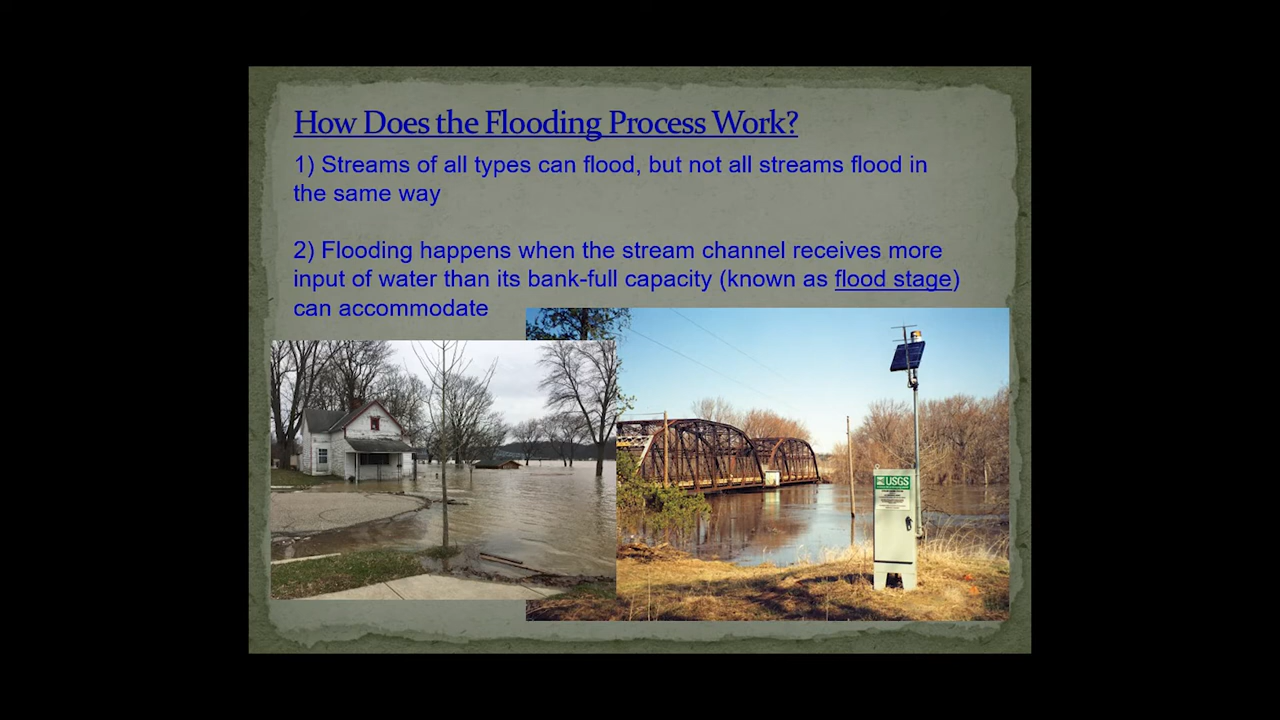 How Does the Flooding Process Work?
1) Streams of all types can flood, but not all streams flood in
the same way
2) Flooding happens when the stream channel receives more
input of water than its bank-full capacity (known as flood stage)
can accommodate
USGS